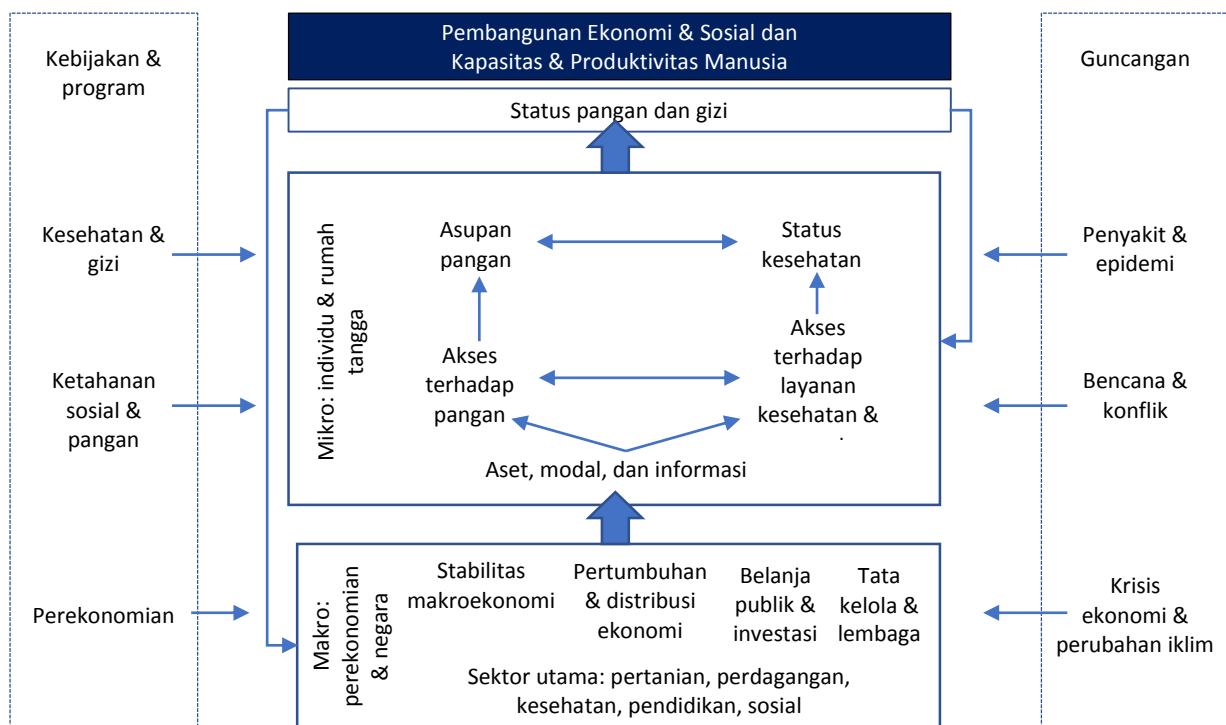 Kebijakan &
program
Kesehatan &
gizi
Ketahanan
sosial &
pangan
Perekonomian
Pembangunan Ekonomi & Sosial dan
Kapasitas & Produktivitas Manusia
Status pangan dan gizi
Mikro: individu & rumah
tangga
Asupan
pangan
Status
kesehatan
Akses
terhadap
pangan
Akses
terhadap
layanan
kesehatan &
Aset, modal, dan informasi
Makro:
perekonomian
& negara
Stabilitas
makroekonomi
Pertumbuhan
& distribusi
ekonomi
Belanja
publik &
investasi
Tata
kelola &
lembaga
Sektor utama: pertanian, perdagangan,
kesehatan, pendidikan, sosial
Guncangan
Penyakit &
epidemi
Bencana &
konflik
Krisis
ekonomi &
perubahan iklim